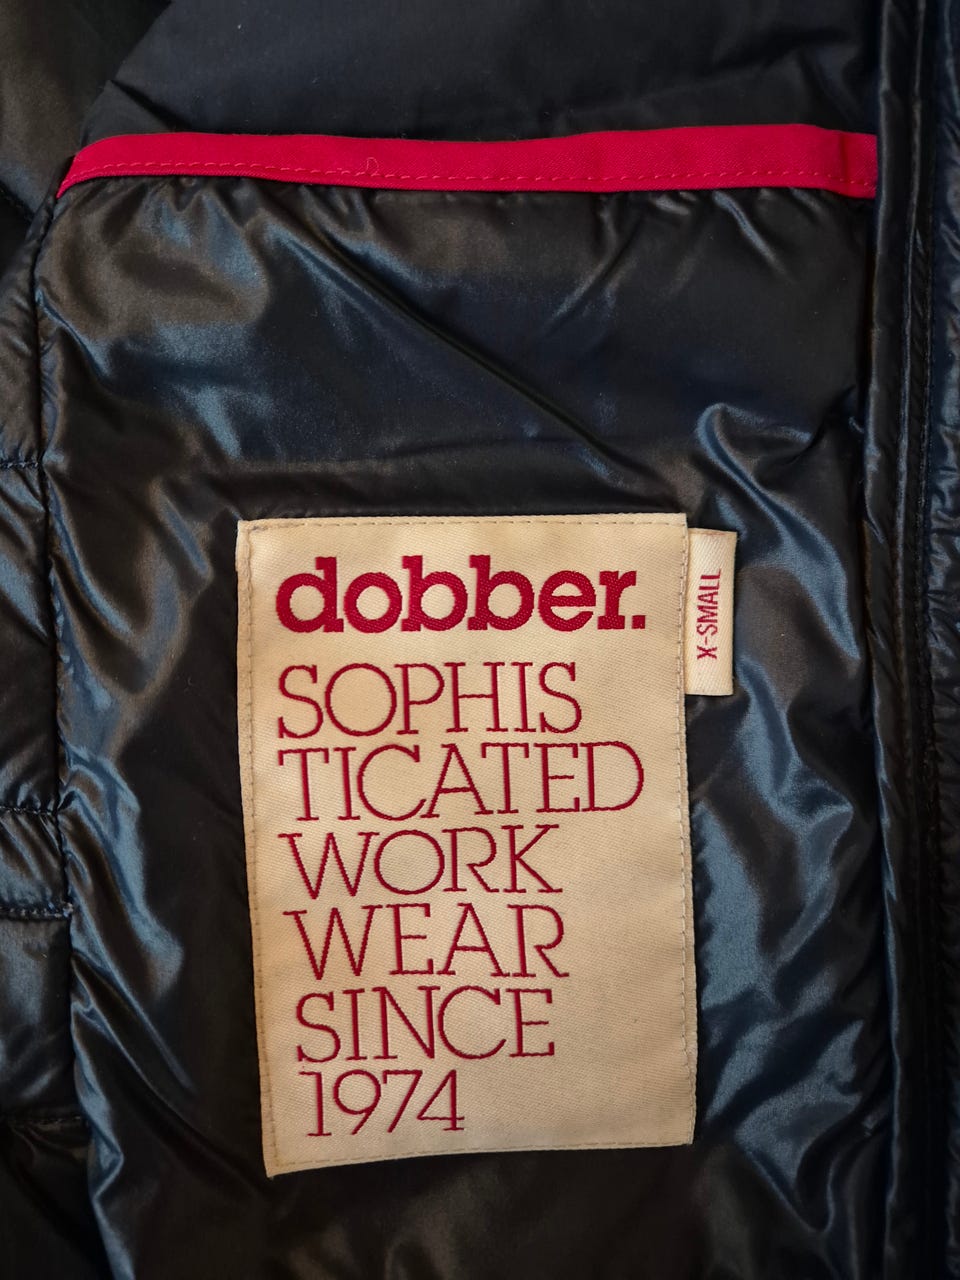 dobber.
SOPHIS
TICATED
WORK
WEAR
SINCE
1974
X-SMALL